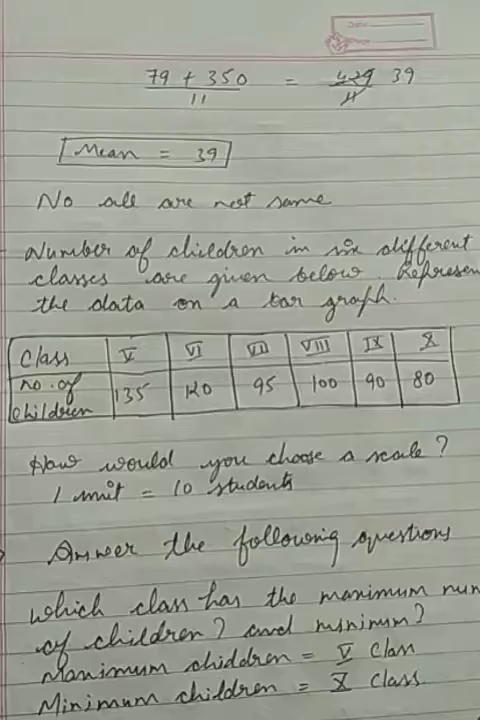 79 + 350 = 429 39
11 11
Mean = 39
No all are not same
Number of children in six different
classes are given below. Represen
the data on a bar graph.
Class V VI VII VIII IX X
no. of children 135 120 95 100 90 80
How would you choose a scale?
1 unit = 10 students
Answer the following questions
which class has the maximum num
of children? and minimum?
Maximum children = V Class
Minimum children = X Class.